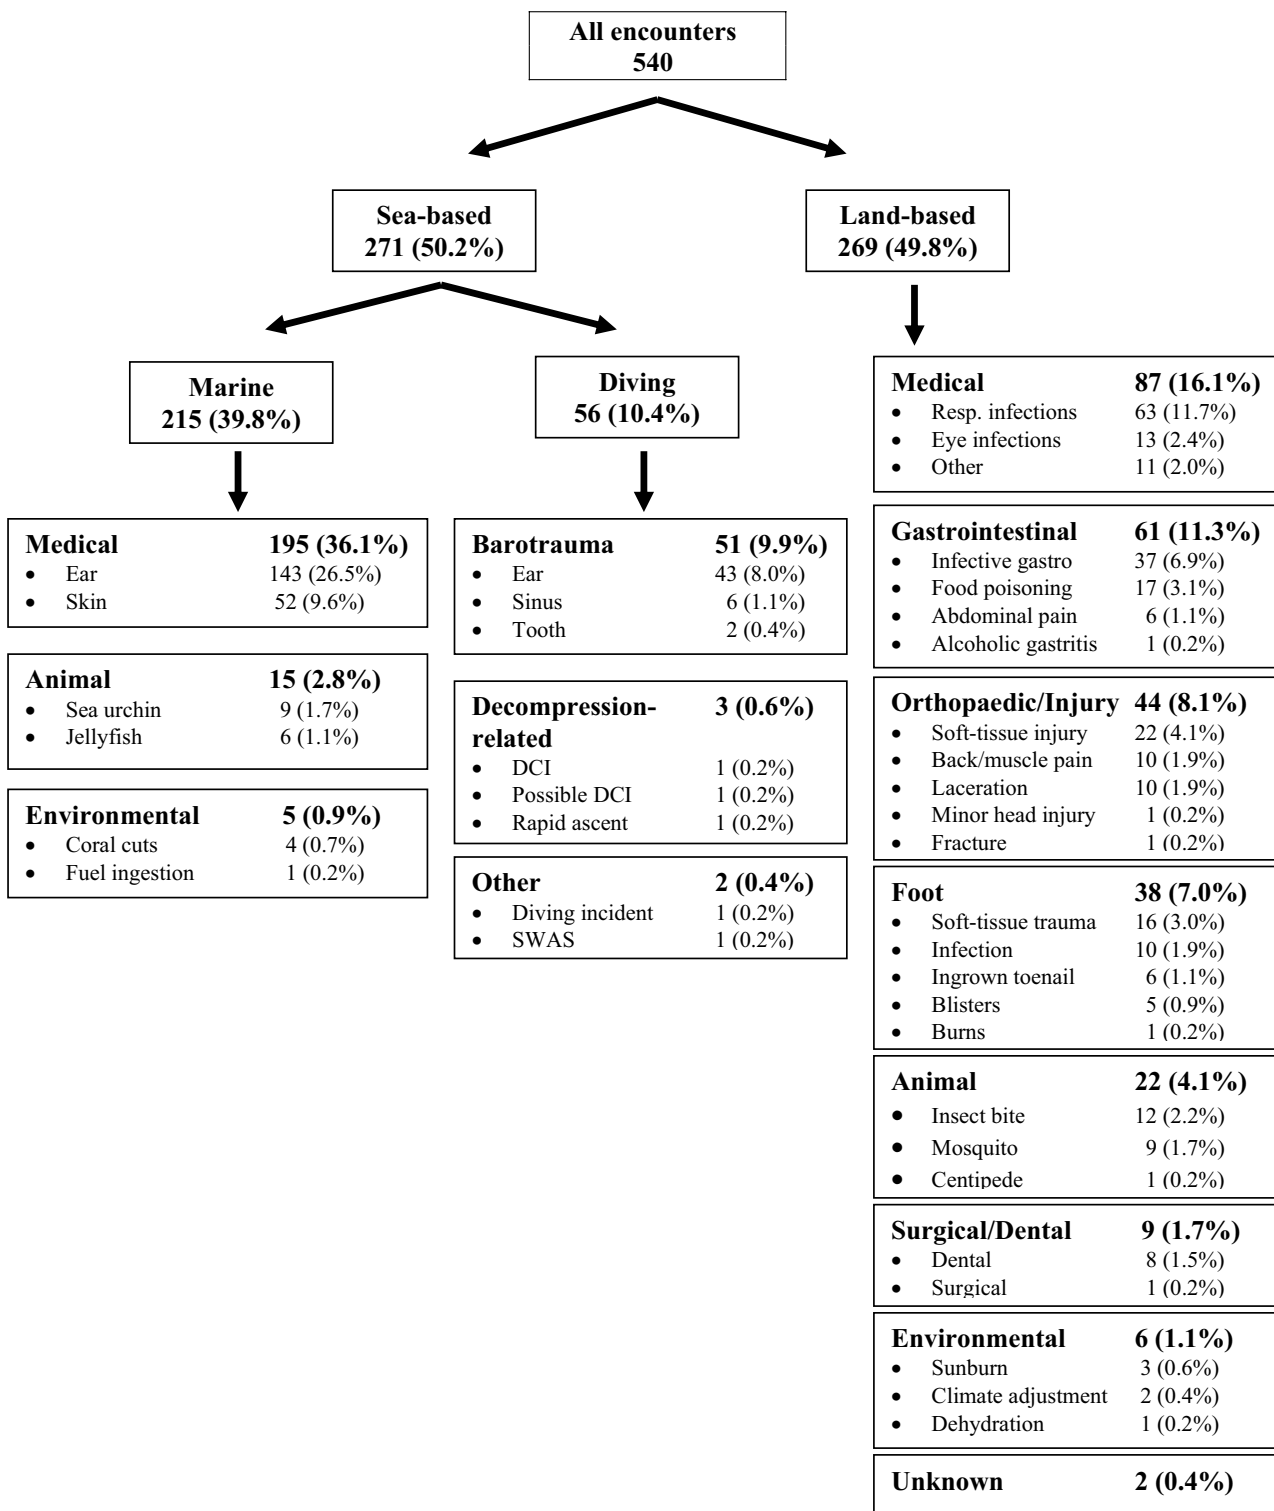 All encounters
540
Sea-based
271 (50.2%)
Land-based
269 (49.8%)
Marine
215 (39.8%)
Diving
56 (10.4%)
Medical 195 (36.1%)
• Ear 143 (26.5%)
• Skin 52 (9.6%)
Animal 15 (2.8%)
• Sea urchin 9 (1.7%)
• Jellyfish 6 (1.1%)
Environmental 5 (0.9%)
• Coral cuts 4 (0.7%)
• Fuel ingestion 1 (0.2%)
Barotrauma 51 (9.9%)
• Ear 43 (8.0%)
• Sinus 6 (1.1%)
• Tooth 2 (0.4%)
Decompression- 3 (0.6%)
related
• DCI 1 (0.2%)
• Possible DCI 1 (0.2%)
• Rapid ascent 1 (0.2%)
Other 2 (0.4%)
• Diving incident 1 (0.2%)
• SWAS 1 (0.2%)
Medical 87 (16.1%)
• Resp. infections 63 (11.7%)
• Eye infections 13 (2.4%)
• Other 11 (2.0%)
Gastrointestinal 61 (11.3%)
• Infective gastro 37 (6.9%)
• Food poisoning 17 (3.1%)
• Abdominal pain 6 (1.1%)
• Alcoholic gastritis 1 (0.2%)
Orthopaedic/Injury 44 (8.1%)
• Soft-tissue injury 22 (4.1%)
• Back/muscle pain 10 (1.9%)
• Laceration 10 (1.9%)
• Minor head injury 1 (0.2%)
• Fracture 1 (0.2%)
Foot 38 (7.0%)
• Soft-tissue trauma 16 (3.0%)
• Infection 10 (1.9%)
• Ingrown toenail 6 (1.1%)
• Blisters 5 (0.9%)
• Burns 1 (0.2%)
Animal 22 (4.1%)
• Insect bite 12 (2.2%)
• Mosquito 9 (1.7%)
• Centipede 1 (0.2%)
Surgical/Dental 9 (1.7%)
• Dental 8 (1.5%)
• Surgical 1 (0.2%)
Environmental 6 (1.1%)
• Sunburn 3 (0.6%)
• Climate adjustment 2 (0.4%)
• Dehydration 1 (0.2%)
Unknown 2 (0.4%)